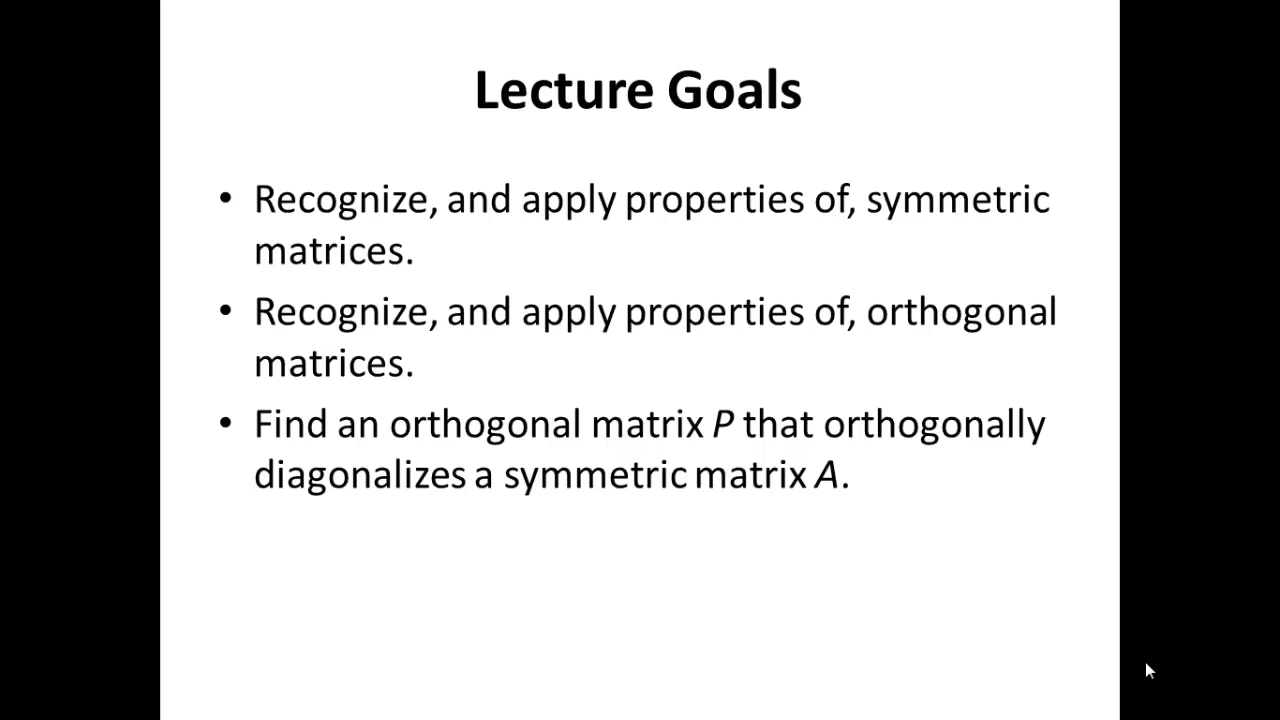 Lecture Goals
• Recognize, and apply properties of, symmetric
matrices.
• Recognize, and apply properties of, orthogonal
matrices.
• Find an orthogonal matrix P that orthogonally
diagonalizes a symmetric matrix A.